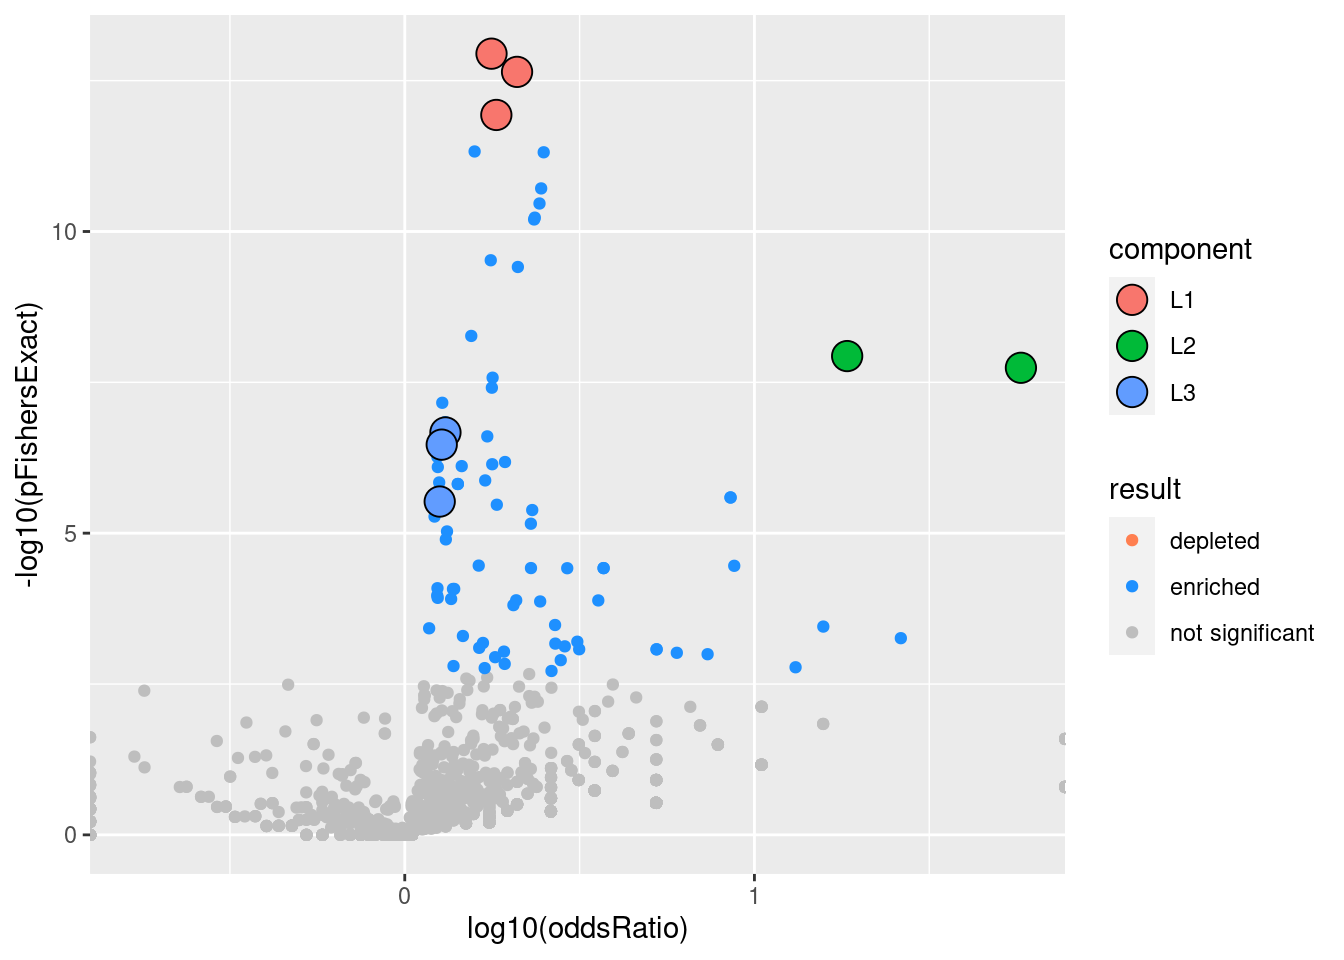 -log10(pFishersExact)
10
5
0
0
1
log10(oddsRatio)
component
L1
L2
L3
result
depleted
enriched
not significant